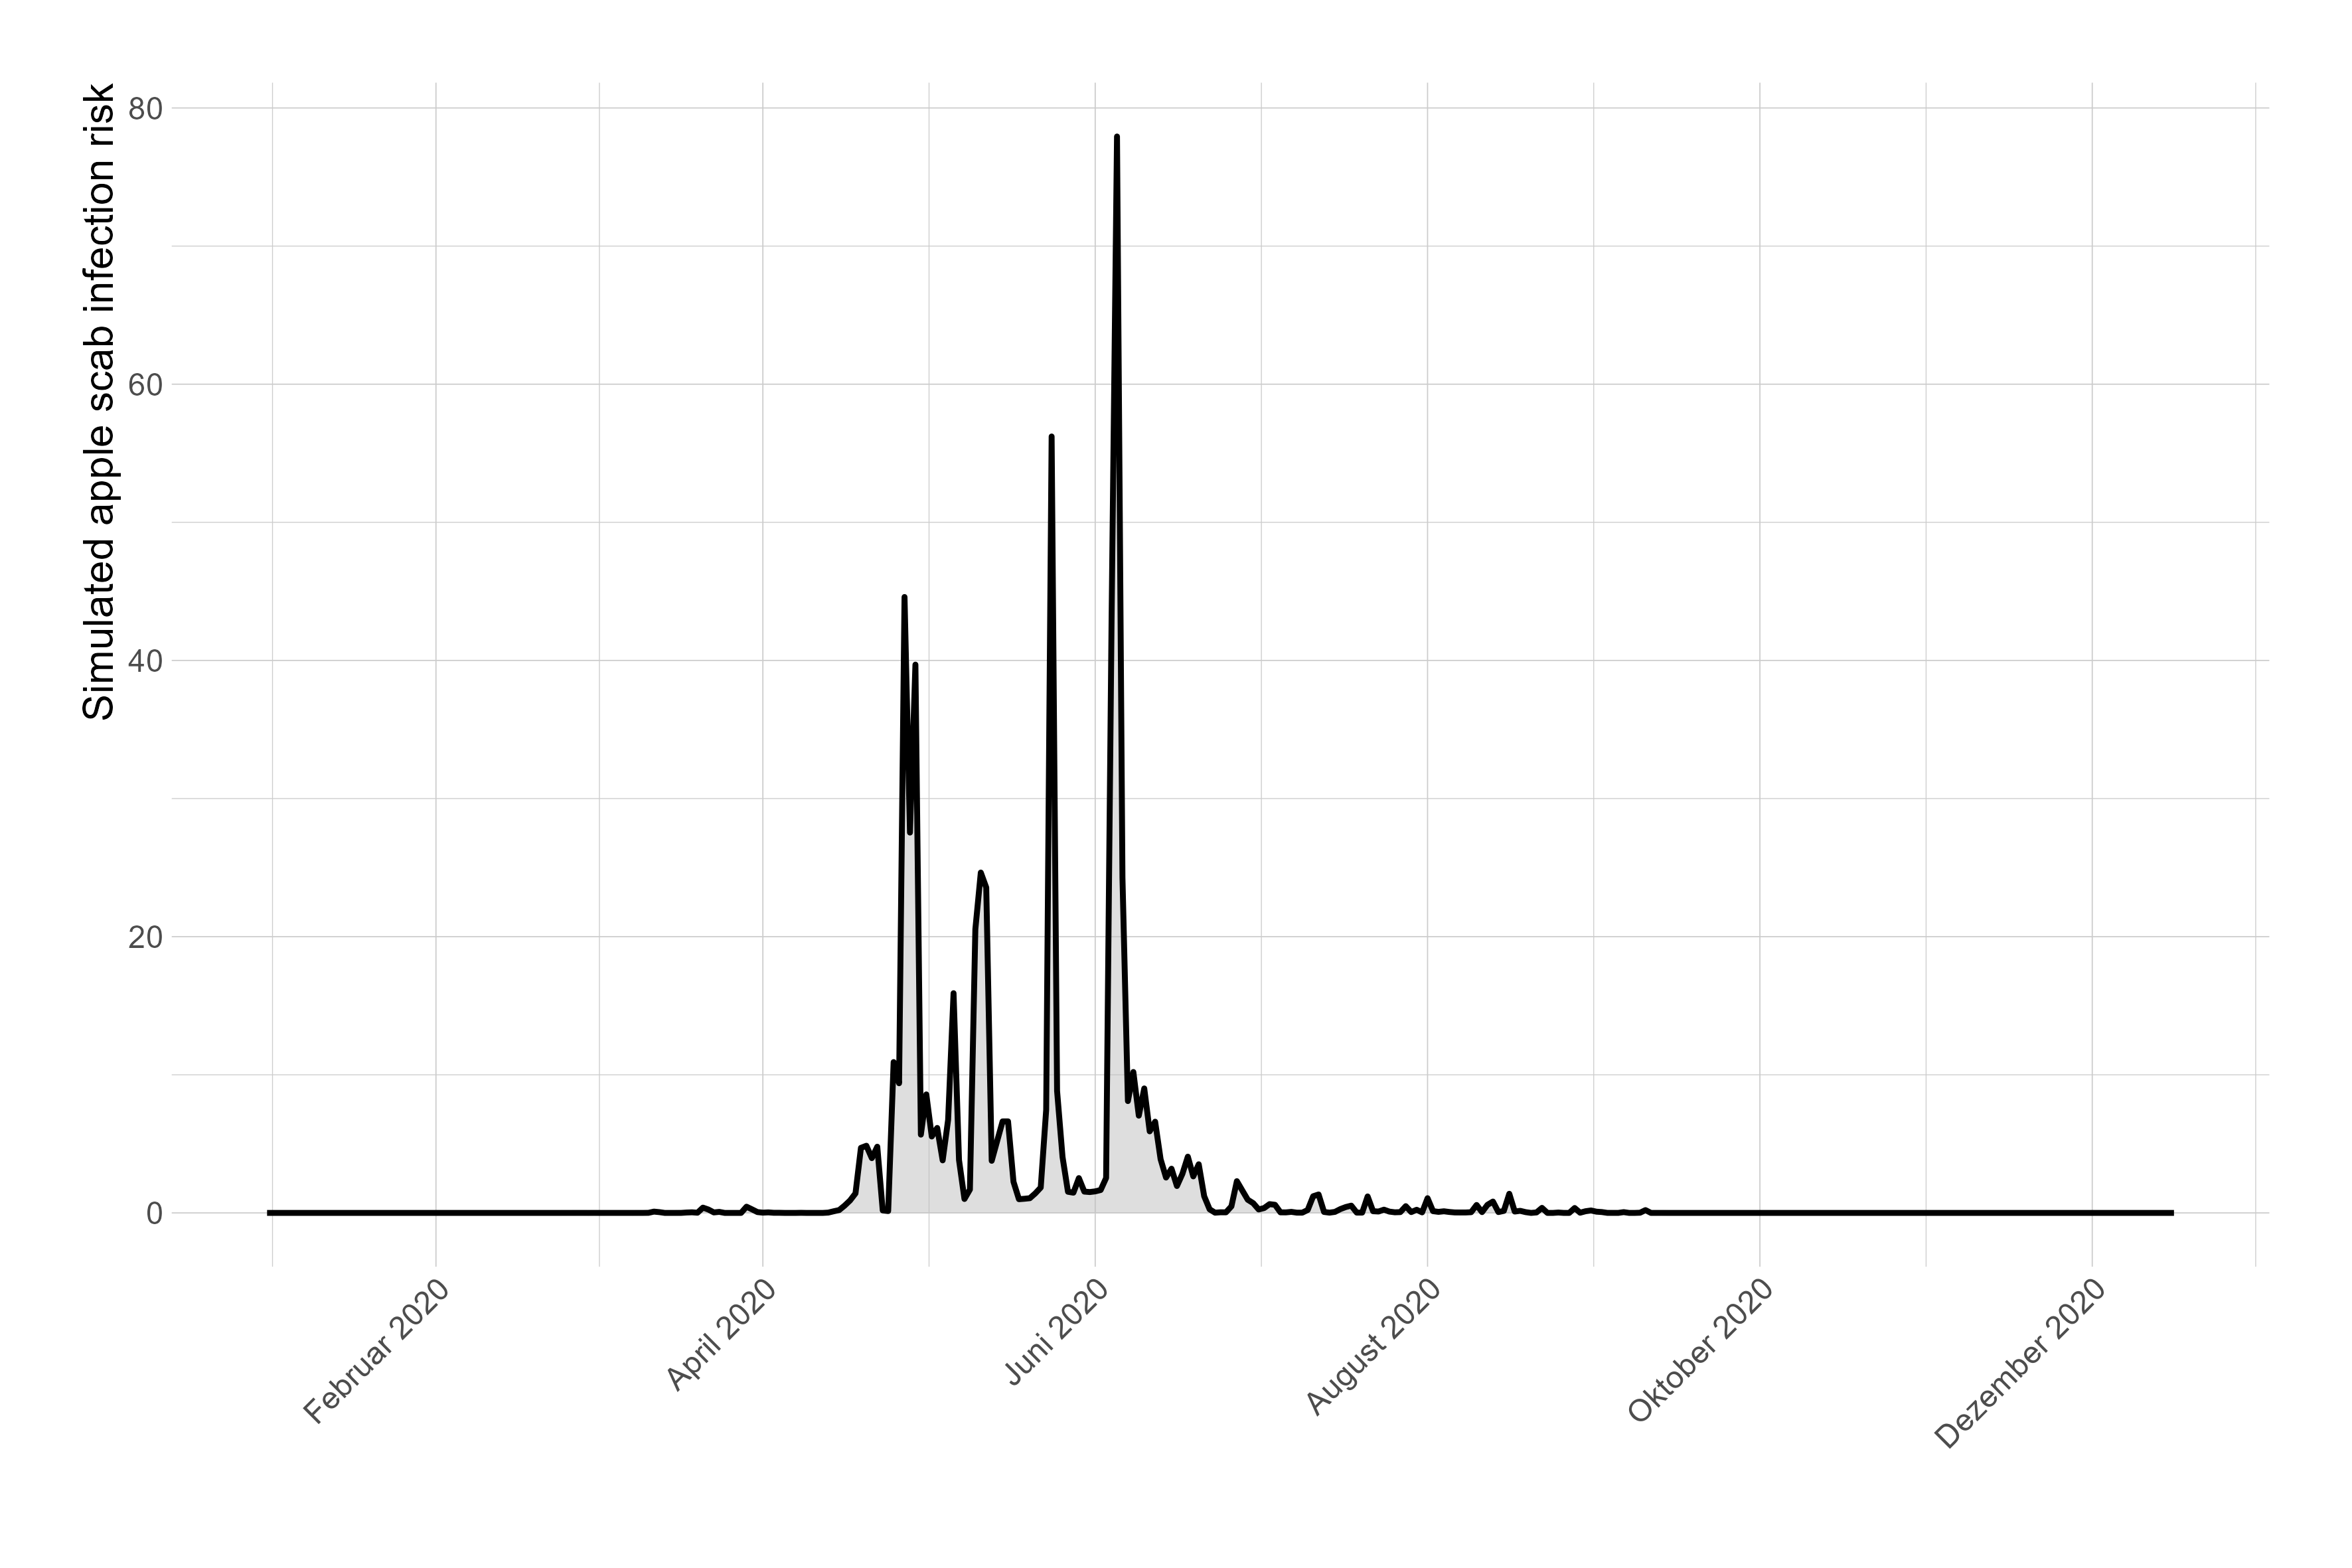 Simulated apple scab infection risk
80
60
40
20
0
Februar 2020
April 2020
Juni 2020
August 2020
Oktober 2020
Dezember 2020